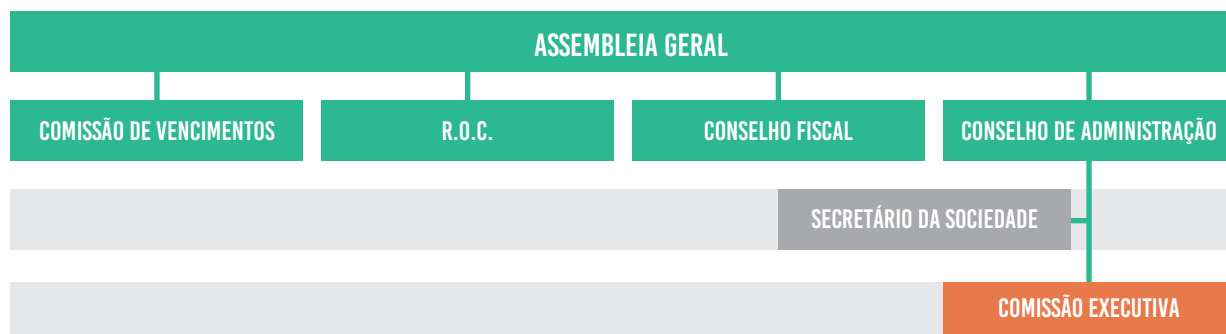 ASSEMBLEIA GERAL
COMISSÃO DE VENCIMENTOS
R.O.C.
CONSELHO FISCAL
CONSELHO DE ADMINISTRAÇÃO
SECRETÁRIO DA SOCIEDADE
COMISSÃO EXECUTIVA